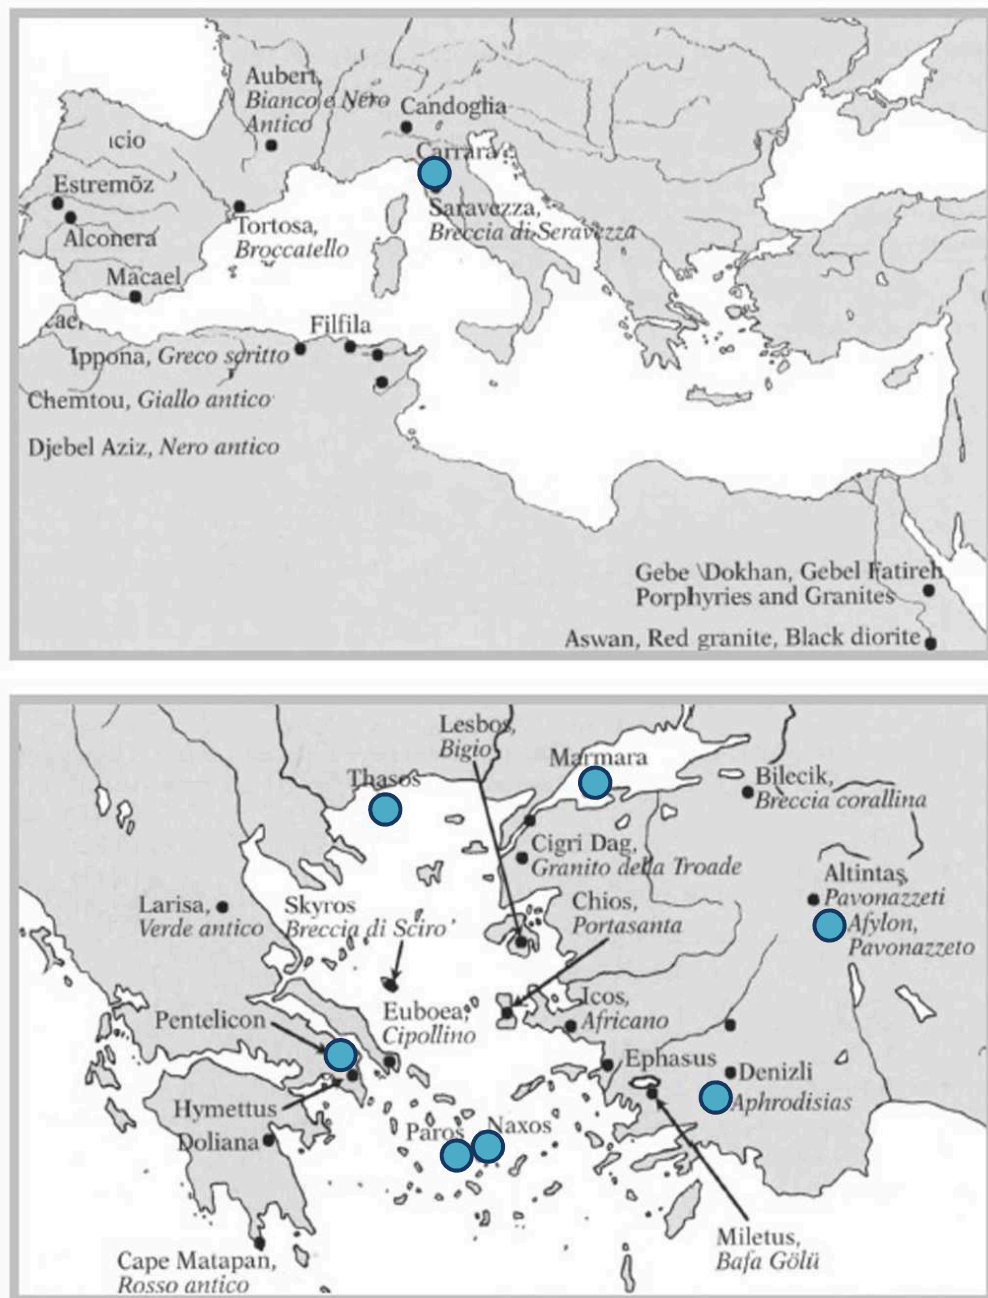 Aubert,
Bianco e Nero
Antico
Candoglia
ıcio
Carrara
Estremõz
Saravezza,
Breccia di Seravezza
Tortosa,
Broccatello
Alconera
Macael
cael
Filfila
Ippona, Greco scritto
Chemtou, Giallo antico
Djebel Aziz, Nero antico
Gebe \Dokhan, Gebel Fatireh
Porphyries and Granites
Aswan, Red granite, Black diorite
Lesbos,
Bigio
Marmara
Thasos
Bilecik,
Breccia corallina
Cigri Dag,
Granito della Troade
Altintaş
Pavonazzeti
Larisa,
Verde antico
Skyros
Breccia di Sciro
Chios,
Portasanta
Afylon,
Pavonazzeto
Pentelicon
Euboea,
Cipollino
Icos,
Africano
Ephasus
Denizli
Hymettus
Aphrodisias
Doliana
Paros
Naxos
Miletus,
Bafa Gölü
Cape Matapan,
Rosso antico